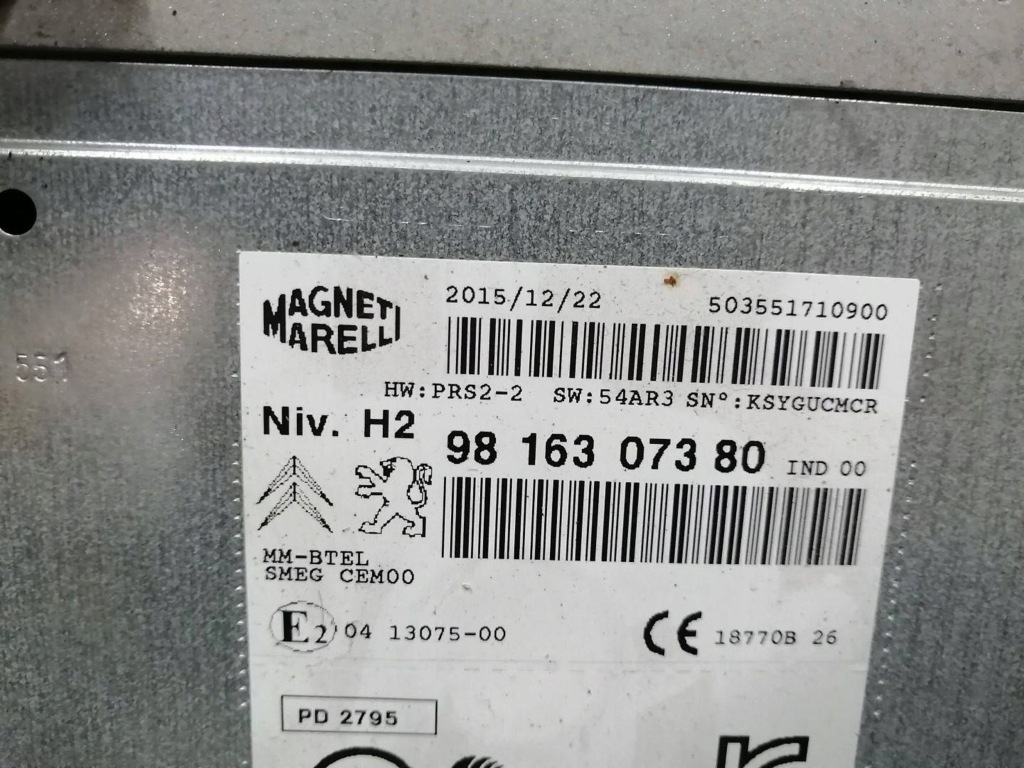 MAGNETI
MARELLI
2015/12/22
503551710900
HW:PRS2-2 SW:54AR3 SN°:KSYGUCMCR
Niv. H2
98 163 073 80 IND 00
MM-BTEL
SMEG CEM00
E2 04 13075-00
CE 18770B 26
PD 2795
551